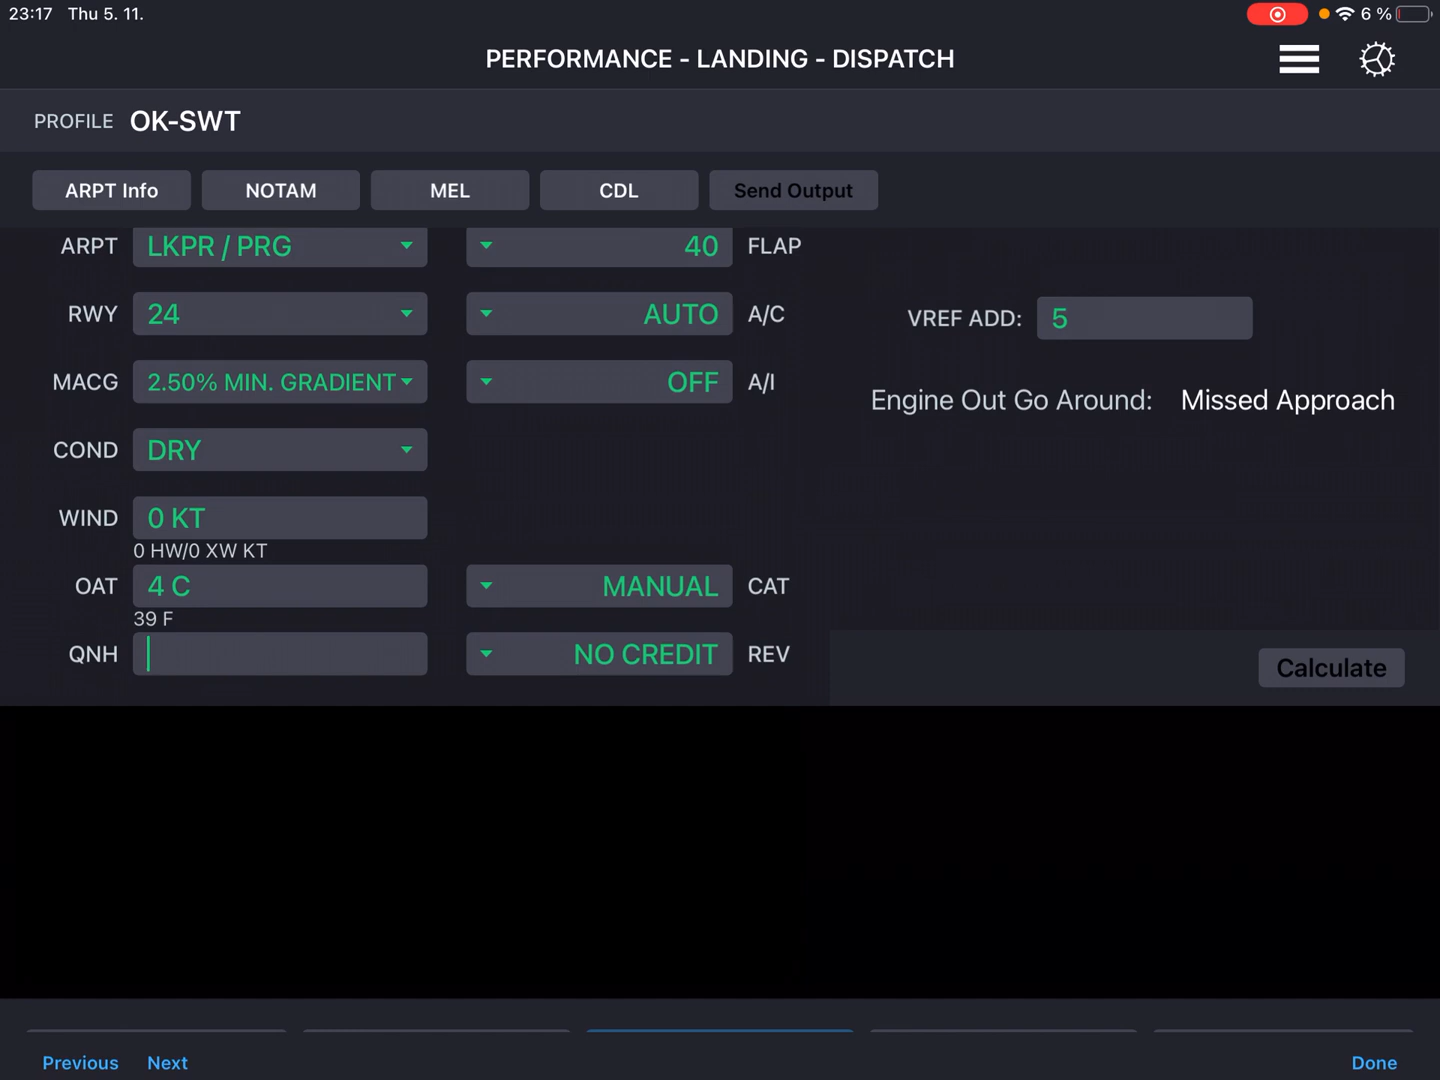 23:17 Thu 5. 11. 6 %
PERFORMANCE - LANDING - DISPATCH
PROFILE OK-SWT
ARPT Info NOTAM MEL CDL Send Output
ARPT LKPR / PRG 40 FLAP
RWY 24 AUTO A/C
VREF ADD: 5
MACG 2.50% MIN. GRADIENT OFF A/I
Engine Out Go Around: Missed Approach
COND DRY
WIND 0 KT
0 HW/0 XW KT
OAT 4 C MANUAL CAT
39 F
QNH NO CREDIT REV
Calculate
Previous Next Done